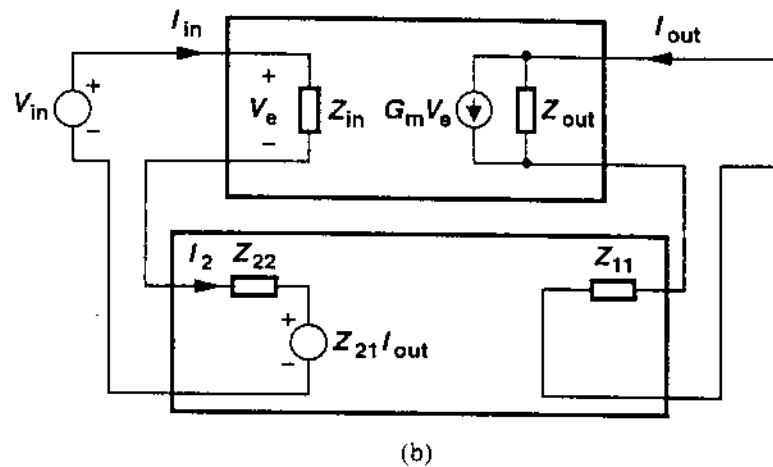 I_in
I_out
V_in
+
−
+
V_e
−
Z_in
G_mV_e
Z_out
I_2
Z_22
Z_11
+
−
Z_21I_out
(b)